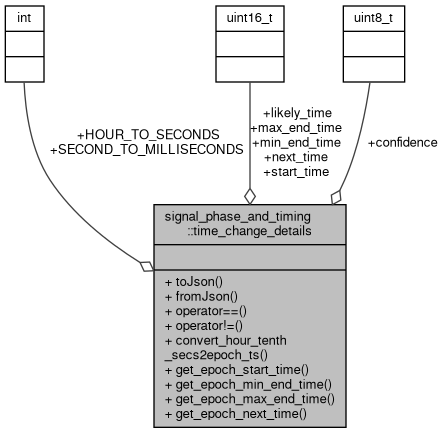 int
uint16_t
uint8_t
+HOUR_TO_SECONDS
+SECOND_TO_MILLISECONDS
+likely_time
+max_end_time
+min_end_time
+next_time
+start_time
+confidence
signal_phase_and_timing
::time_change_details
+ toJson()
+ fromJson()
+ operator==()
+ operator!=()
+ convert_hour_tenth
_secs2epoch_ts()
+ get_epoch_start_time()
+ get_epoch_min_end_time()
+ get_epoch_max_end_time()
+ get_epoch_next_time()